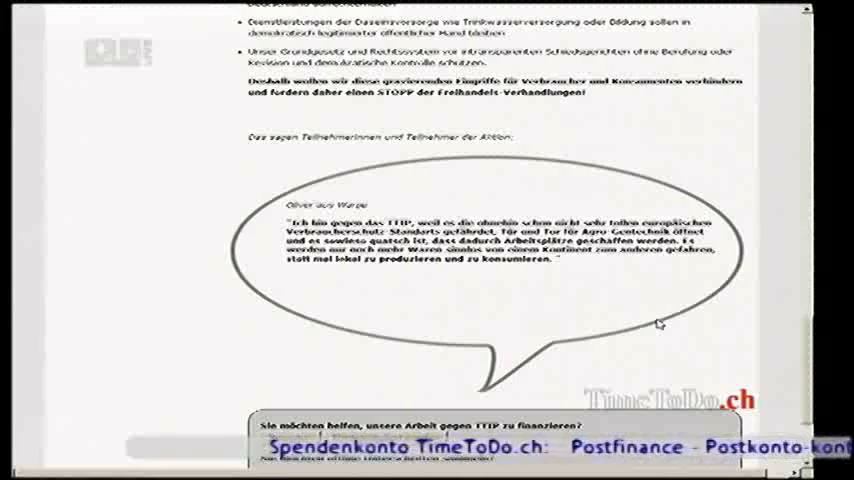 Dienstleistungen der Daseinsvorsorge wie Trinkwasserversorgung oder Bildung sollen in
demokratisch legitimierter öffentlicher Hand bleiben
Unser Grundgesetz und Rechtssystem vor intransparenten Schiedsgerichten ohne Berufung oder
Revision und demokratische Kontrolle schützen.
Deshalb wollen wir diese gravierenden Eingriffe für Verbraucher und Konsumenten verhindern
und fordern daher einen STOPP der Freihandels-Verhandlungen!
Das sagen Teilnehmerinnen und Teilnehmer der Aktion:
Oliver aus
"Ich bin gegen das TTIP, weil es die ohnehin schon nicht sehr tollen europäischen
Verbraucherschutz-Standarts gefährdet, Tür und Tor für Agro-Gentechnik öffnet
und es sowieso quatsch ist, dass dadurch Arbeitsplätze geschaffen werden. Es
werden nur noch mehr Waren sinnlos von einem Kontinent zum anderen gefahren,
statt mal lokal zu produzieren und zu konsumieren. "
TimeToDo.ch
Sie möchten helfen, unsere Arbeit gegen TTIP zu finanzieren?
Spendenkonto TimeToDo.ch: Postfinance - Postkonto-kont